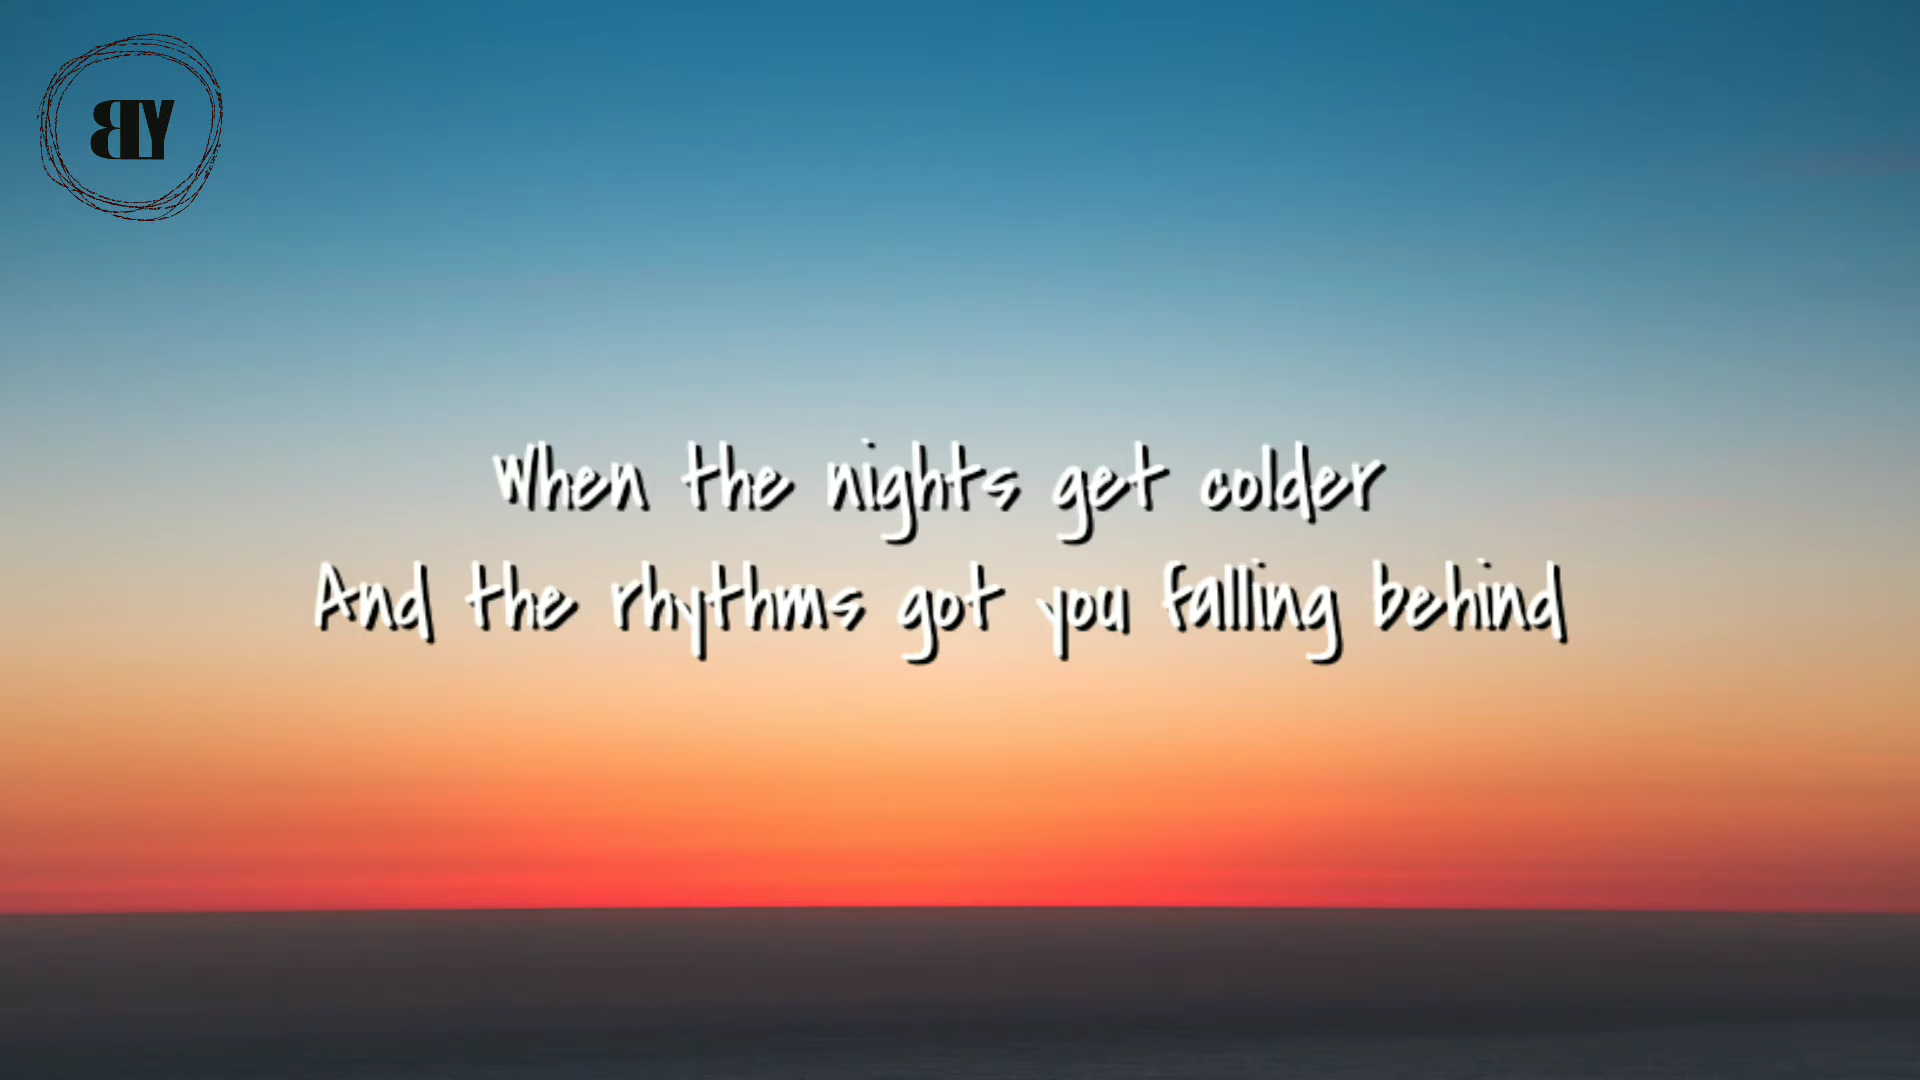 BY
When the nights get colder
And the rhythms got you falling behind